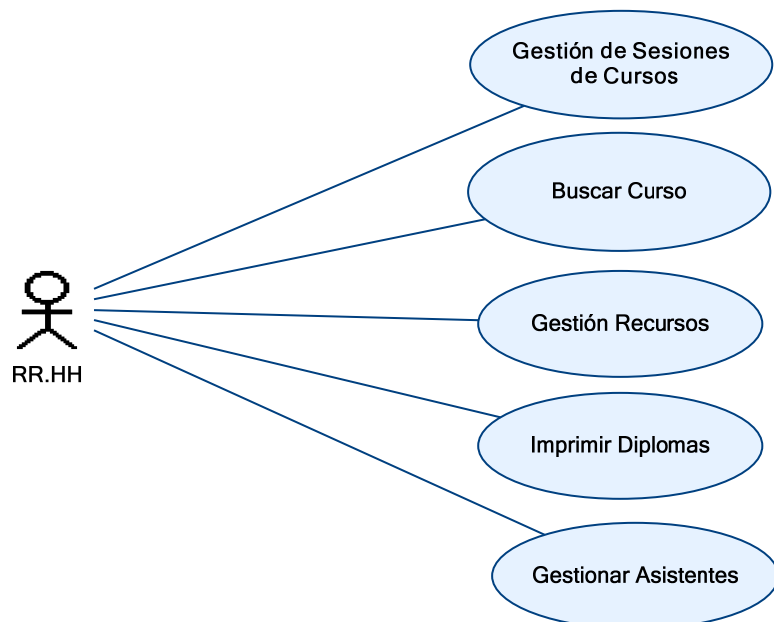 Gestión de Sesiones
de Cursos
Buscar Curso
Gestión Recursos
RR.HH
Imprimir Diplomas
Gestionar Asistentes